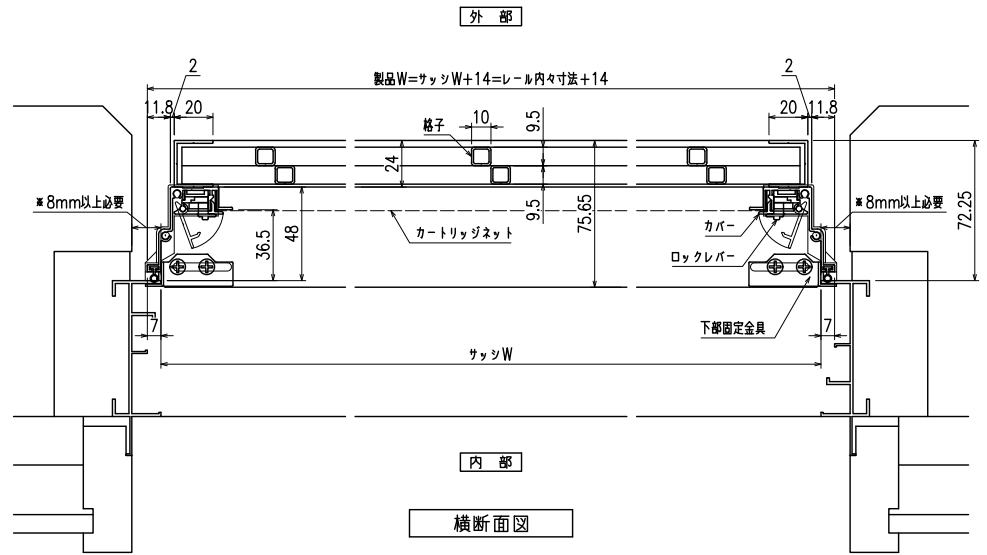 外 部
製品W=サッシW+14=レール内々寸法+14
2
2
11.8
20
20
11.8
格子
10
9.5
24
9.5
75.65
72.25
※8mm以上必要
※8mm以上必要
36.5
48
カートリッジネット
カバー
ロックレバー
下部固定金具
7
7
サッシW
内 部
横断面図